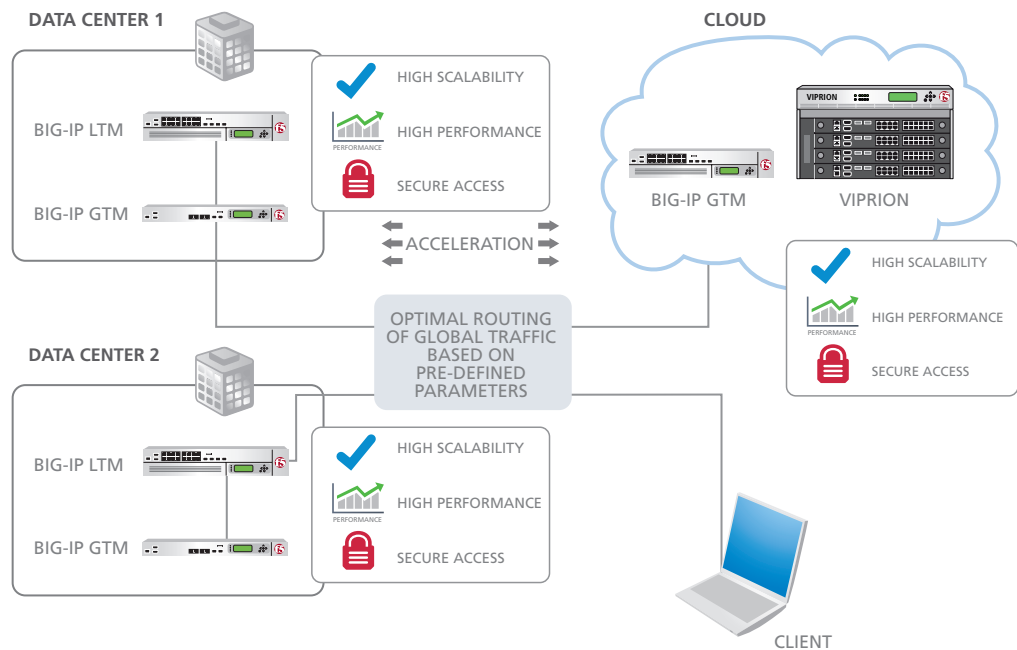 DATA CENTER 1
HIGH SCALABILITY
BIG-IP LTM
HIGH PERFORMANCE
PERFORMANCE
SECURE ACCESS
BIG-IP GTM
CLOUD
VIPRION
f5
BIG-IP GTM
VIPRION
HIGH SCALABILITY
HIGH PERFORMANCE
PERFORMANCE
SECURE ACCESS
ACCELERATION
OPTIMAL ROUTING
OF GLOBAL TRAFFIC
BASED ON
PRE-DEFINED
PARAMETERS
DATA CENTER 2
HIGH SCALABILITY
BIG-IP LTM
HIGH PERFORMANCE
PERFORMANCE
BIG-IP GTM
SECURE ACCESS
CLIENT